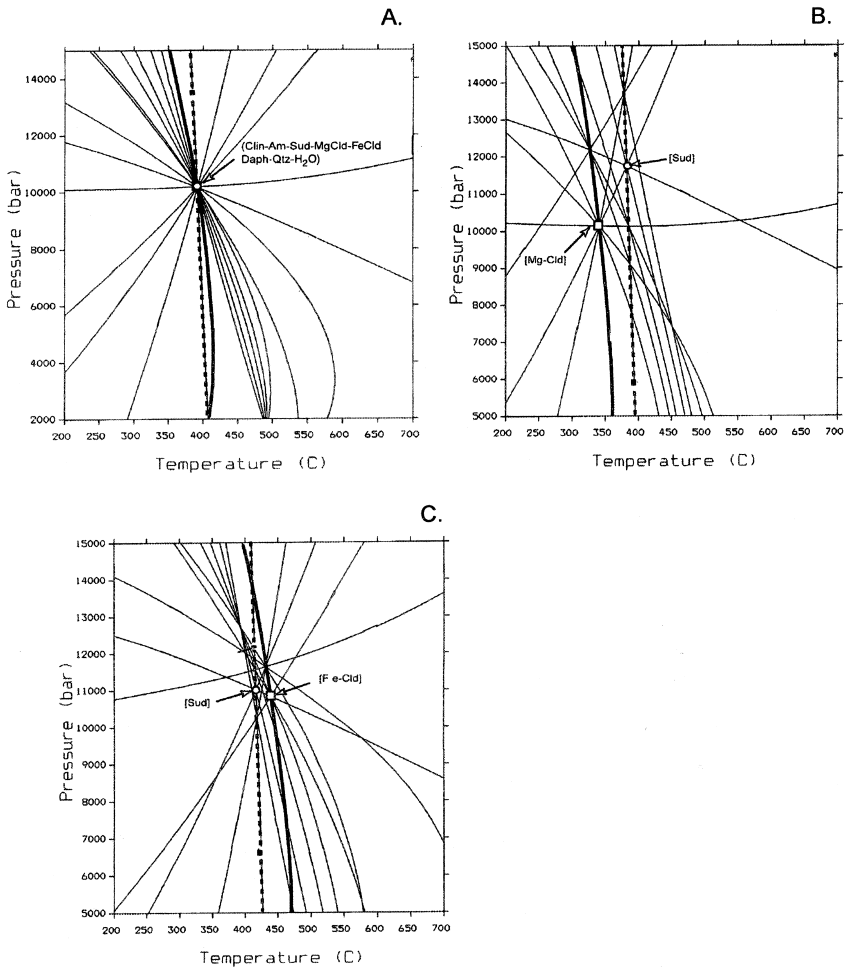 A.
14000
12000
10000
8000
6000
4000
2000
Pressure (bar)
(Clin-Am-Sud-MgCld-FeCld
Daph-Qtz-H₂O)
200 250 300 350 400 450 500 550 600 650 700
Temperature (C)
B.
15000
14000
13000
12000
11000
10000
9000
8000
7000
6000
5000
Pressure (bar)
[Sud]
[Mg-Cld]
200 250 300 350 400 450 500 550 600 650 700
Temperature (C)
C.
15000
14000
13000
12000
11000
10000
9000
8000
7000
6000
5000
Pressure (bar)
[Sud]
[F e-Cld]
200 250 300 350 400 450 500 550 600 650 700
Temperature (C)